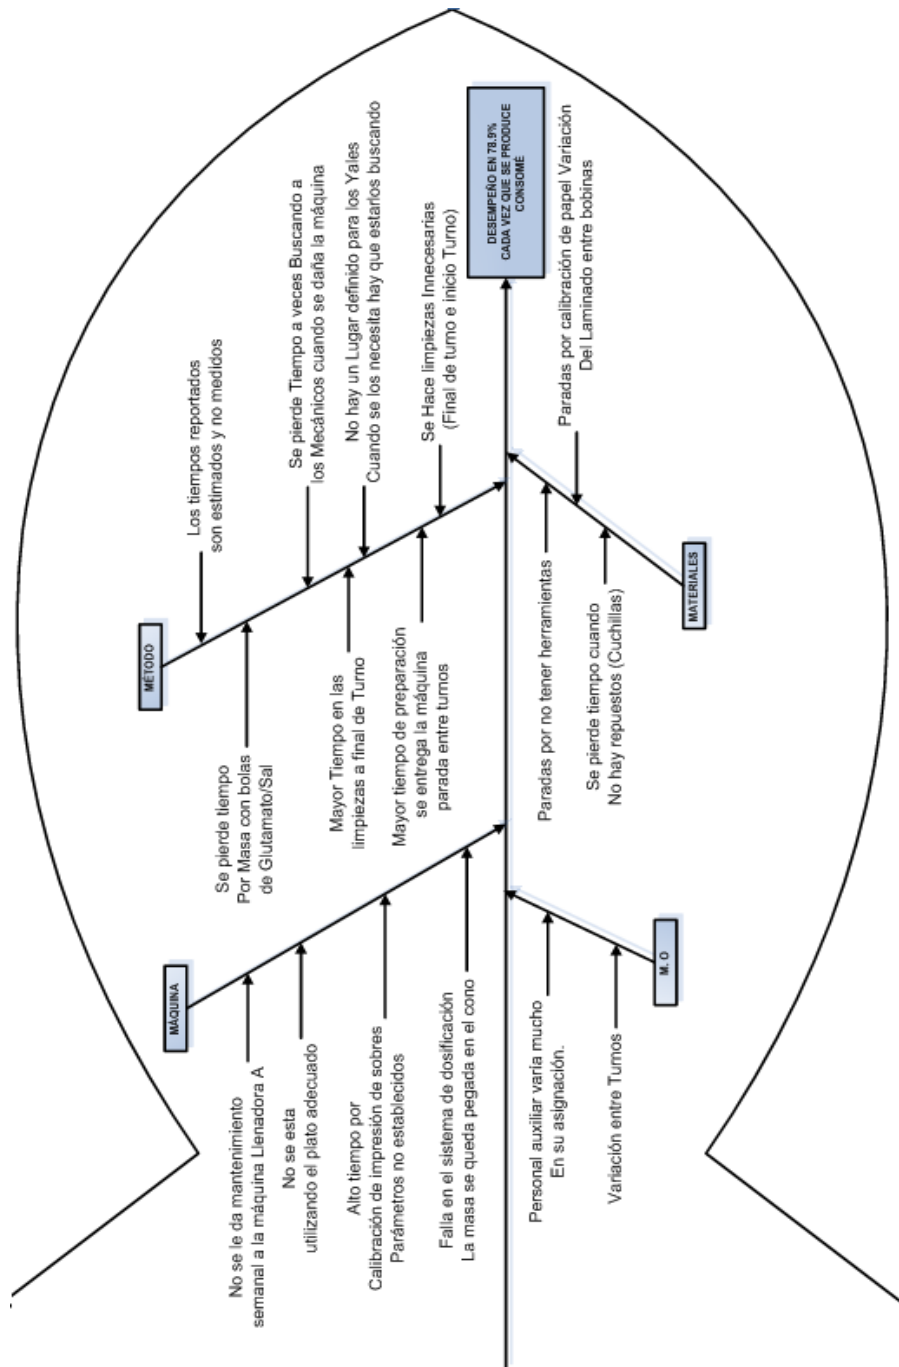 MÁQUINA
No se le da mantenimiento
semanal a la máquina Llenadora A
No se esta
utilizando el plato adecuado
Alto tiempo por
Calibración de impresión de sobres
Parámetros no establecidos
Falla en el sistema de dosificación
La masa se queda pegada en el cono
MÉTODO
Los tiempos reportados
son estimados y no medidos
Se pierde tiempo
Por Masa con bolas
de Glutamato/Sal
Se pierde Tiempo a veces Buscando a
los Mecánicos cuando se daña la máquina
Mayor Tiempo en las
limpiezas a final de Turno
No hay un Lugar definido para los Yales
Cuando se los necesita hay que estarlos buscando
Mayor tiempo de preparación
se entrega la máquina
parada entre turnos
Se Hace limpiezas Innecesarias
(Final de turno e inicio Turno)
DESEMPEÑO EN 78.9%
CADA VEZ QUE SE PRODUCE
CONSOMÉ
Personal auxiliar varía mucho
En su asignación.
Variación entre Turnos
M. O
Paradas por no tener herramientas
Paradas por calibración de papel Variación
Del Laminado entre bobinas
Se pierde tiempo cuando
No hay repuestos (Cuchillas)
MATERIALES